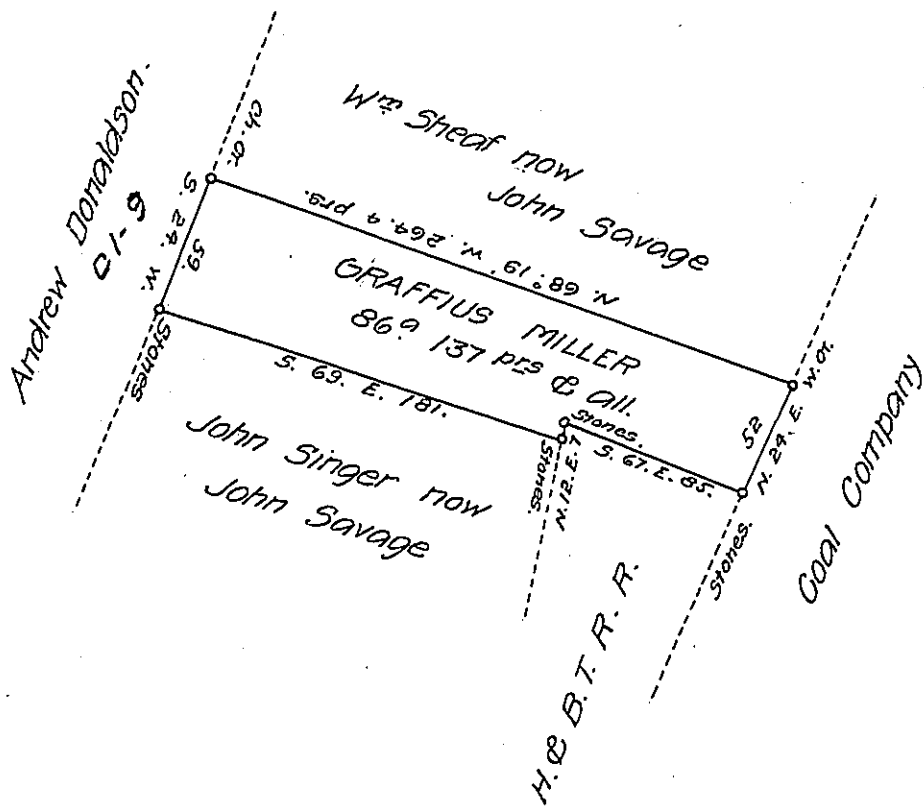 Andrew Donaldson.
C1-9
Ch. or.
S. 24. W.
59.
Stones
Wm Sheaf now
John Savage
N. 68° 19' W. 264.4 prs.
GRAFFIUS MILLER
86a 137 prs & all.
S. 69. E. 181.
Stones.
Stones.
N. 12. E. 7
S. 67. E. 85.
52
N. 24. E.
W. or.
Stones.
John Singer now
John Savage
H. & B. T. R. R.
Coal Company